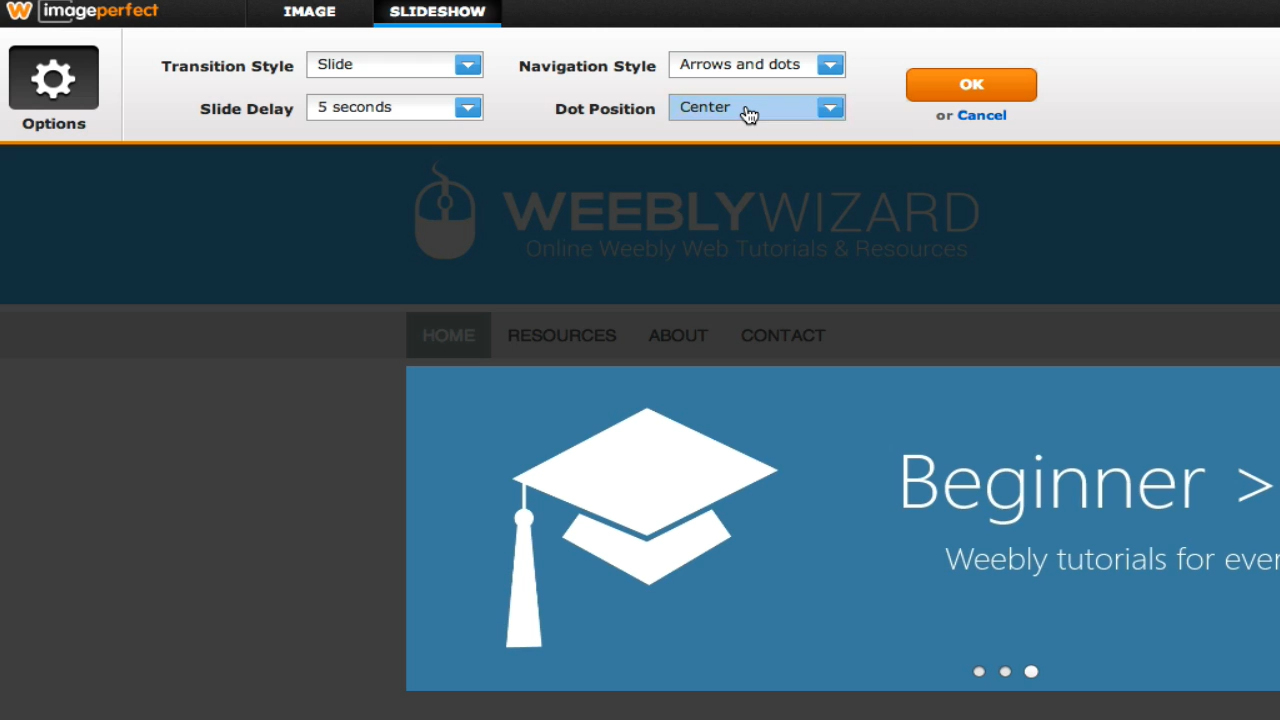 imageperfect IMAGE SLIDESHOW
Transition Style Slide Navigation Style Arrows and dots
OK
Slide Delay 5 seconds Dot Position Center
or Cancel
Options
WEEBLYWIZARD
Online Weebly Web Tutorials & Resources
HOME RESOURCES ABOUT CONTACT
Beginner >
Weebly tutorials for ever